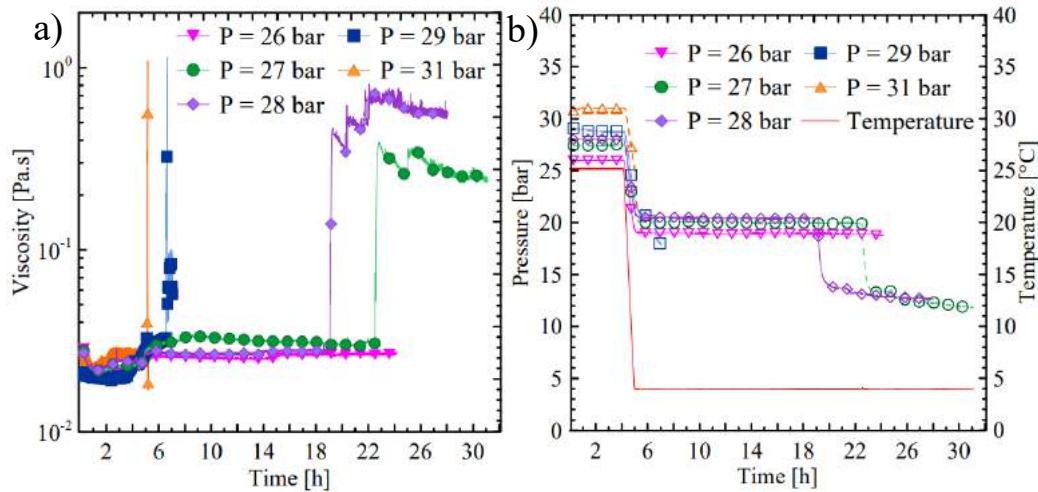 a)
P = 26 bar
P = 29 bar
P = 27 bar
P = 31 bar
P = 28 bar
10⁰
10⁻¹
10⁻²
Viscosity [Pa.s]
2 6 10 14 18 22 26 30
Time [h]
b)
P = 26 bar
P = 29 bar
P = 27 bar
P = 31 bar
P = 28 bar
Temperature
40
35
30
25
20
15
10
5
0
Pressure [bar]
40
35
30
25
20
15
10
5
0
Temperature [°C]
2 6 10 14 18 22 26 30
Time [h]